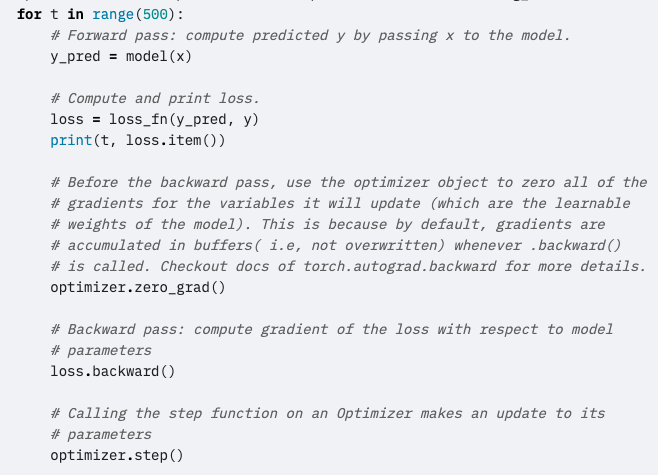 for t in range(500):
    # Forward pass: compute predicted y by passing x to the model.
    y_pred = model(x)

    # Compute and print loss.
    loss = loss_fn(y_pred, y)
    print(t, loss.item())

    # Before the backward pass, use the optimizer object to zero all of the
    # gradients for the variables it will update (which are the learnable
    # weights of the model). This is because by default, gradients are
    # accumulated in buffers( i.e, not overwritten) whenever .backward()
    # is called. Checkout docs of torch.autograd.backward for more details.
    optimizer.zero_grad()

    # Backward pass: compute gradient of the loss with respect to model
    # parameters
    loss.backward()

    # Calling the step function on an Optimizer makes an update to its
    # parameters
    optimizer.step()